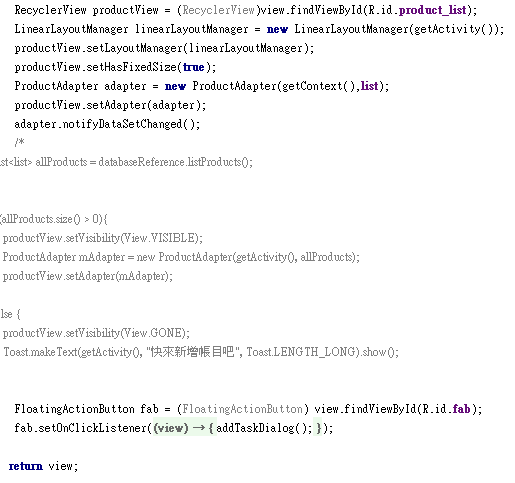 RecyclerView productView = (RecyclerView)view.findViewById(R.id.product_list);
LinearLayoutManager linearLayoutManager = new LinearLayoutManager(getActivity());
productView.setLayoutManager(linearLayoutManager);
productView.setHasFixedSize(true);
ProductAdapter adapter = new ProductAdapter(getContext(),list);
productView.setAdapter(adapter);
adapter.notifyDataSetChanged();
/*
st<list> allProducts = databaseReference.listProducts();
(allProducts.size() > 0){
productView.setVisibility(View.VISIBLE);
ProductAdapter mAdapter = new ProductAdapter(getActivity(), allProducts);
productView.setAdapter(mAdapter);
else {
productView.setVisibility(View.GONE);
Toast.makeText(getActivity(), "快來新增帳目吧", Toast.LENGTH_LONG).show();
FloatingActionButton fab = (FloatingActionButton) view.findViewById(R.id.fab);
fab.setOnClickListener((view) → { addTaskDialog(); });
return view;